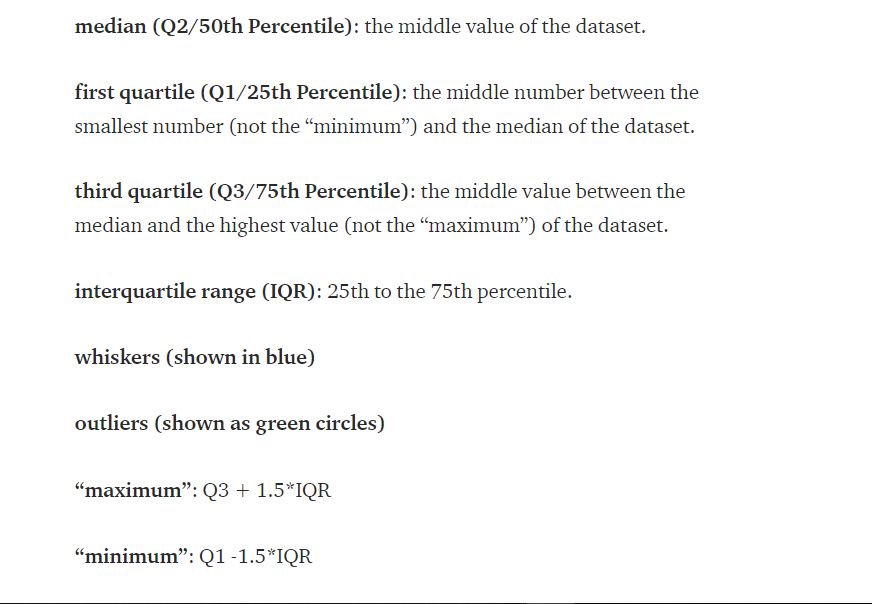 median (Q2/50th Percentile): the middle value of the dataset.
first quartile (Q1/25th Percentile): the middle number between the
smallest number (not the “minimum”) and the median of the dataset.
third quartile (Q3/75th Percentile): the middle value between the
median and the highest value (not the “maximum”) of the dataset.
interquartile range (IQR): 25th to the 75th percentile.
whiskers (shown in blue)
outliers (shown as green circles)
“maximum”: Q3 + 1.5*IQR
“minimum”: Q1 -1.5*IQR